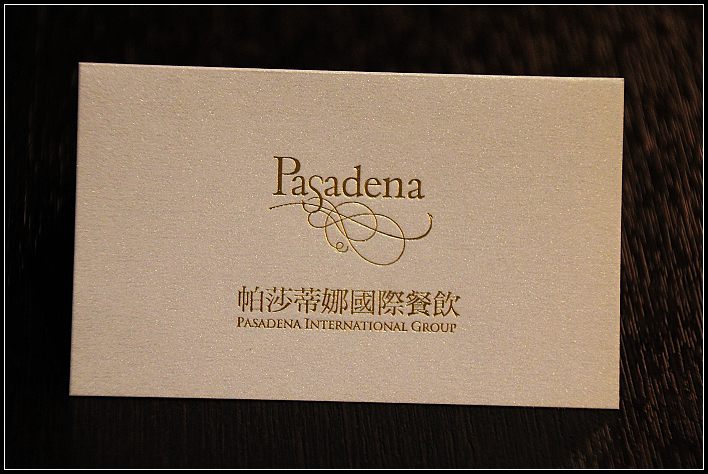 Pasadena
帕莎蒂娜國際餐飲
PASADENA INTERNATIONAL GROUP